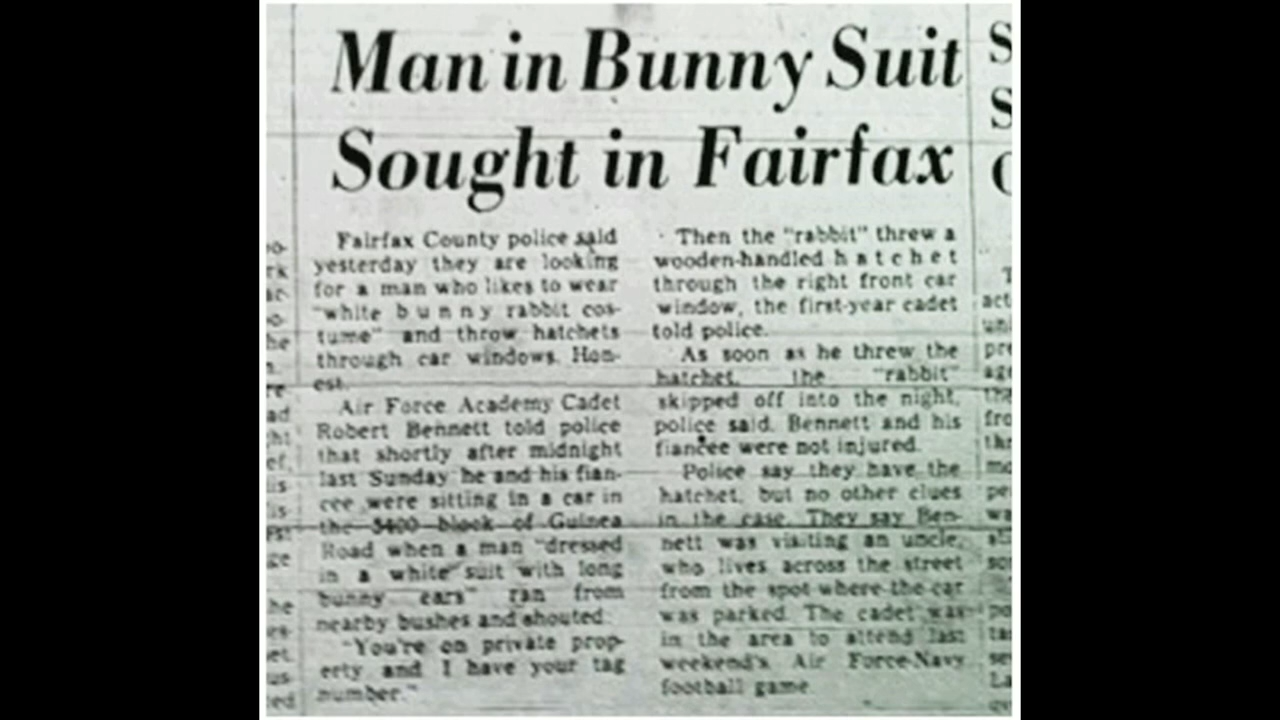 Man in Bunny Suit
Sought in Fairfax
Fairfax County police said
yesterday they are looking
for a man who likes to wear
"white bunny rabbit cos-
tume" and throw hatchets
through car windows. Hon-
est.
Air Force Academy Cadet
Robert Bennett told police
that shortly after midnight
last Sunday he and his fian-
cee were sitting in a car in
the 5400 block of Guinea
Road when a man "dressed
in a white suit with long
bunny ears" ran from
nearby bushes and shouted:
"You're on private prop-
erty and I have your tag
number."
Then the "rabbit" threw a
wooden-handled hatchet
through the right front car
window, the first-year cadet
told police.
As soon as he threw the
hatchet, the "rabbit"
skipped off into the night,
police said. Bennett and his
fiancee were not injured.
Police say they have the
hatchet, but no other clues
in the case. They say Ben-
nett was visiting an uncle,
who lives across the street
from the spot where the car
was parked. The cadet was
in the area to attend last
weekend's Air Force-Navy
football game.